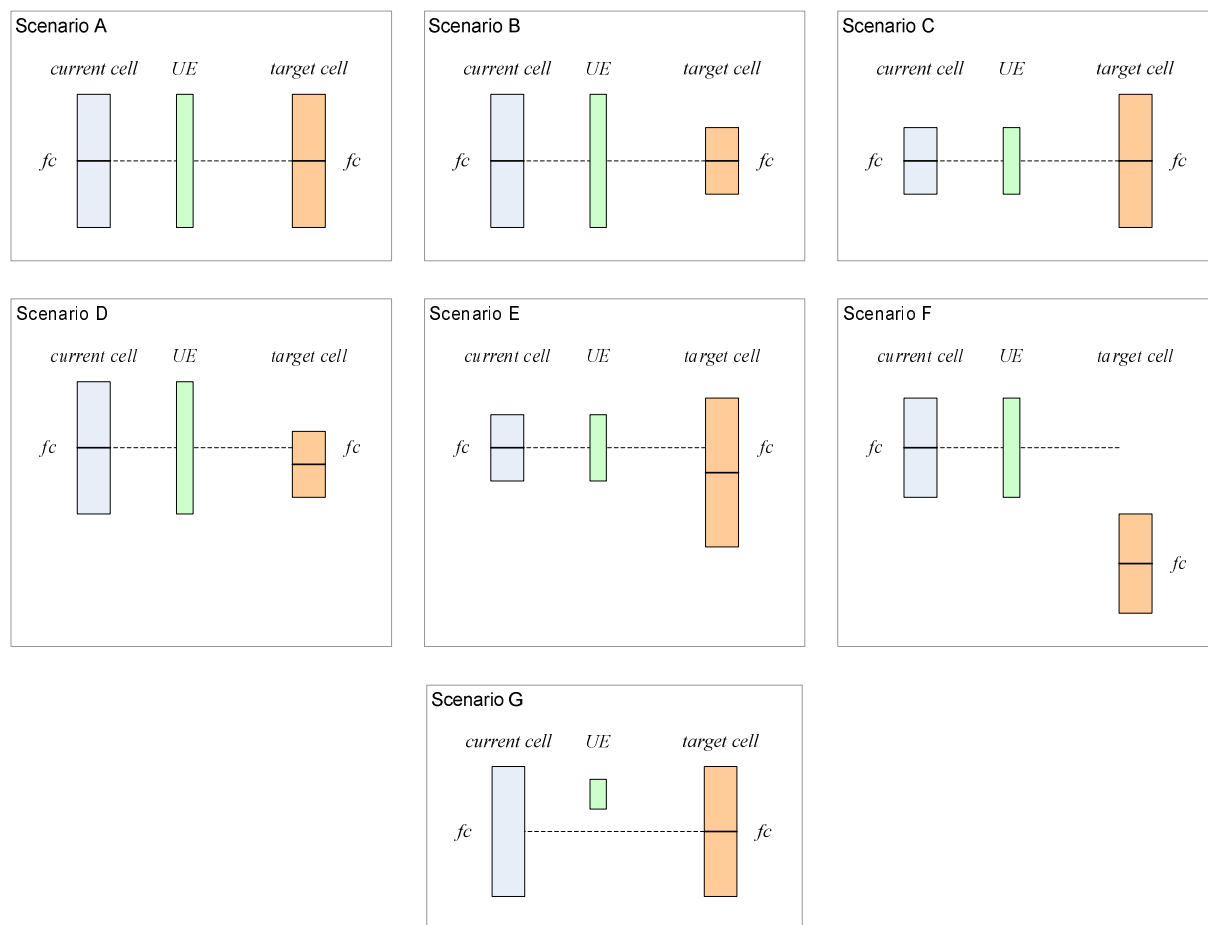 Scenario A
current cell UE target cell
fc fc
Scenario B
current cell UE target cell
fc fc
Scenario C
current cell UE target cell
fc fc
Scenario D
current cell UE target cell
fc fc
Scenario E
current cell UE target cell
fc fc
Scenario F
current cell UE target cell
fc
fc
Scenario G
current cell UE target cell
fc fc